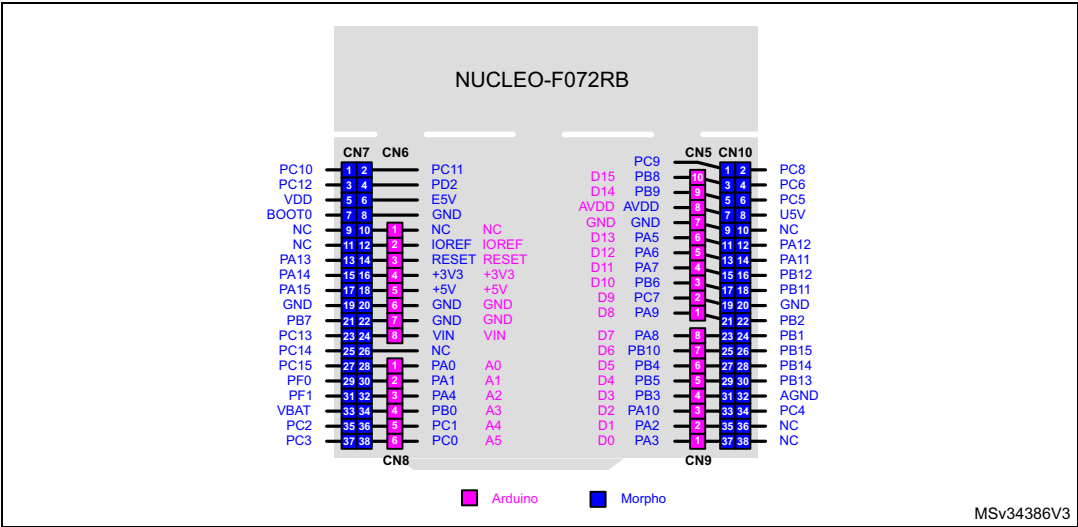 NUCLEO-F072RB
CN7 CN6 CN5 CN10
PC10 1 2 PC11 PC9 1 2 PC8
PC12 3 4 PD2 D15 PB8 10 3 4 PC6
VDD 5 6 E5V D14 PB9 9 5 6 PC5
BOOT0 7 8 GND AVDD AVDD 8 7 8 U5V
NC 9 10 1 NC NC GND GND 7 9 10 NC
NC 11 12 2 IOREF IOREF D13 PA5 6 11 12 PA12
PA13 13 14 3 RESET RESET D12 PA6 5 13 14 PA11
PA14 15 16 4 +3V3 +3V3 D11 PA7 4 15 16 PB12
PA15 17 18 5 +5V +5V D10 PB6 3 17 18 PB11
GND 19 20 6 GND GND D9 PC7 2 19 20 GND
PB7 21 22 7 GND GND D8 PA9 1 21 22 PB2
PC13 23 24 8 VIN VIN D7 PA8 8 23 24 PB1
PC14 25 26 NC D6 PB10 7 25 26 PB15
PC15 27 28 1 PA0 A0 D5 PB4 6 27 28 PB14
PF0 29 30 2 PA1 A1 D4 PB5 5 29 30 PB13
PF1 31 32 3 PA4 A2 D3 PB3 4 31 32 AGND
VBAT 33 34 4 PB0 A3 D2 PA10 3 33 34 PC4
PC2 35 36 5 PC1 A4 D1 PA2 2 35 36 NC
PC3 37 38 6 PC0 A5 D0 PA3 1 37 38 NC
CN8 CN9
Arduino Morpho
MSv34386V3